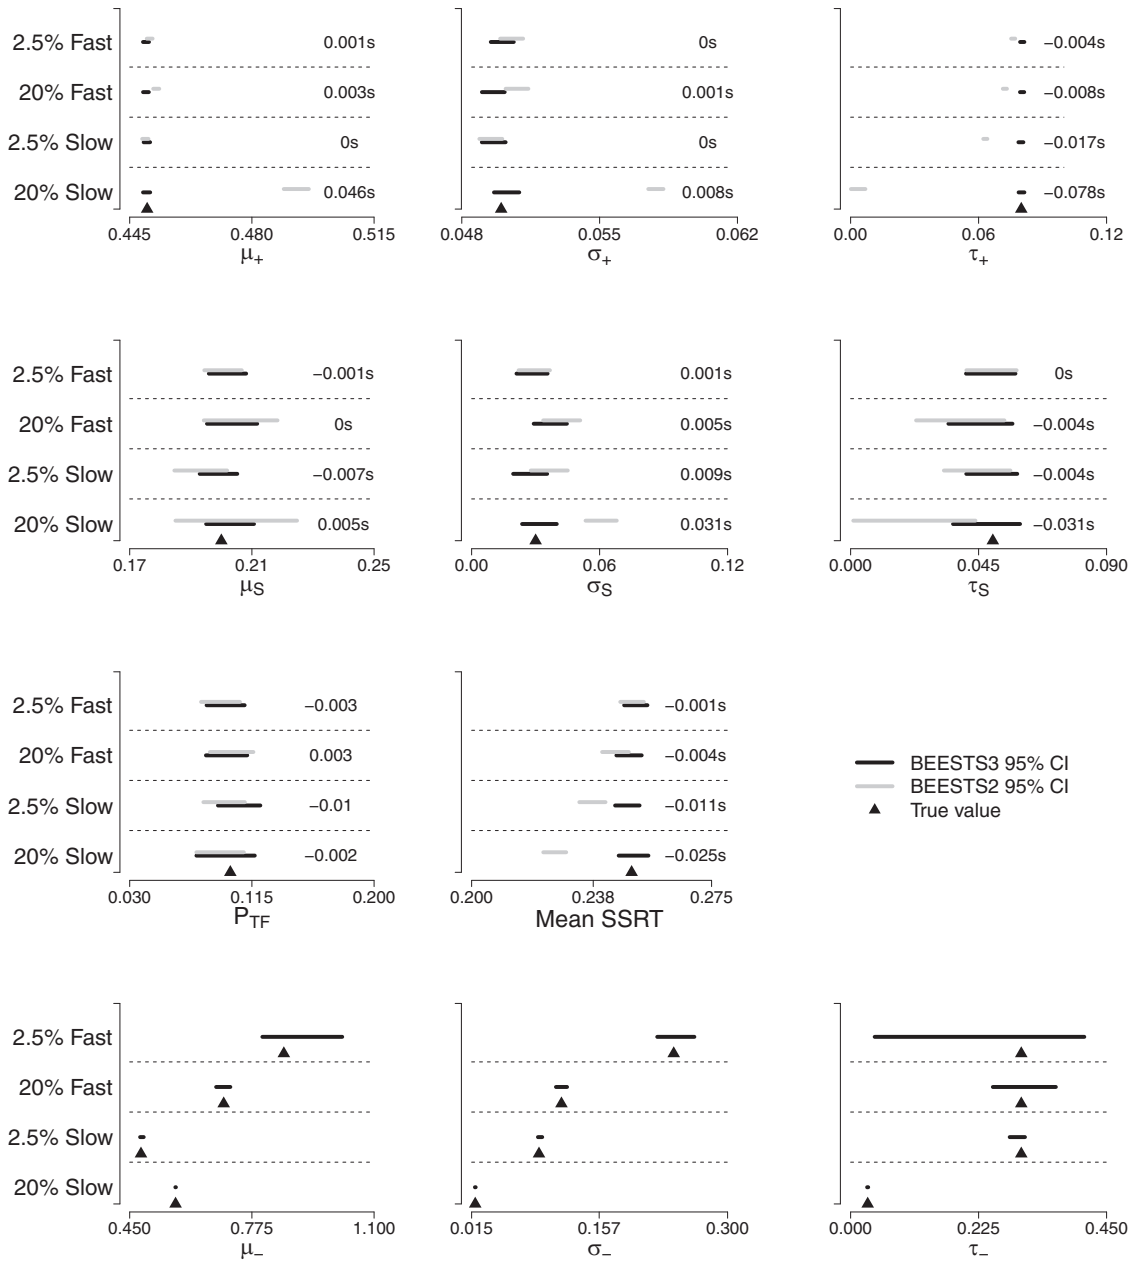 2.5% Fast 0.001s 0s −0.004s
20% Fast 0.003s 0.001s −0.008s
2.5% Slow 0s 0s −0.017s
20% Slow 0.046s 0.008s −0.078s
0.445 0.480 0.515 0.048 0.055 0.062 0.00 0.06 0.12
μ+ σ+ τ+
2.5% Fast −0.001s 0.001s 0s
20% Fast 0s 0.005s −0.004s
2.5% Slow −0.007s 0.009s −0.004s
20% Slow 0.005s 0.031s −0.031s
0.17 0.21 0.25 0.00 0.06 0.12 0.000 0.045 0.090
μS σS τS
2.5% Fast −0.003 −0.001s
20% Fast 0.003 −0.004s
2.5% Slow −0.01 −0.011s
20% Slow −0.002 −0.025s
0.030 0.115 0.200 0.200 0.238 0.275
PTF Mean SSRT
BEESTS3 95% CI
BEESTS2 95% CI
True value
2.5% Fast
20% Fast
2.5% Slow
20% Slow
0.450 0.775 1.100 0.015 0.157 0.300 0.000 0.225 0.450
μ− σ− τ−